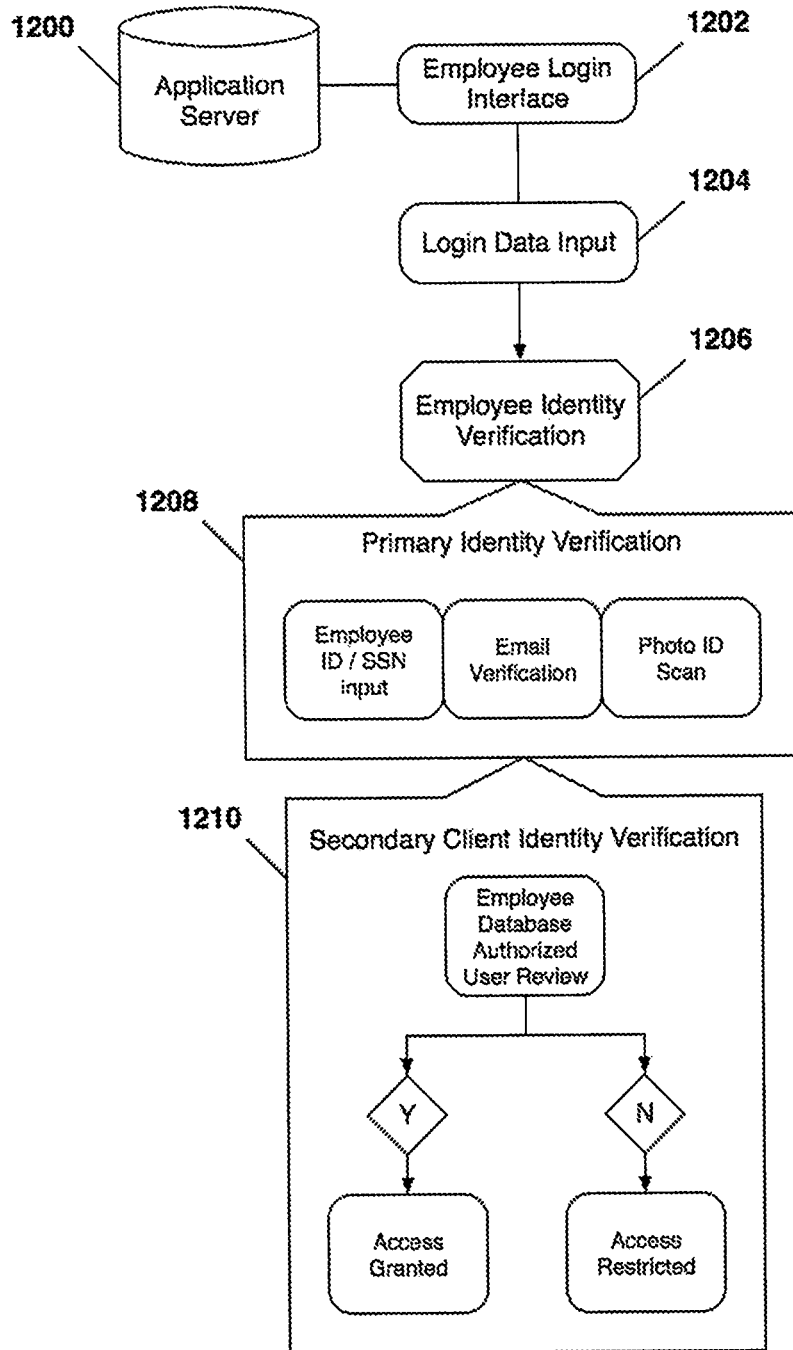 1200
Application
Server
1202
Employee Login
Interface
1204
Login Data Input
1206
Employee Identity
Verification
1208
Primary Identity Verification
Employee
ID / SSN
input
Email
Verification
Photo ID
Scan
1210
Secondary Client Identity Verification
Employee
Database
Authorized
User Review
Y
N
Access
Granted
Access
Restricted